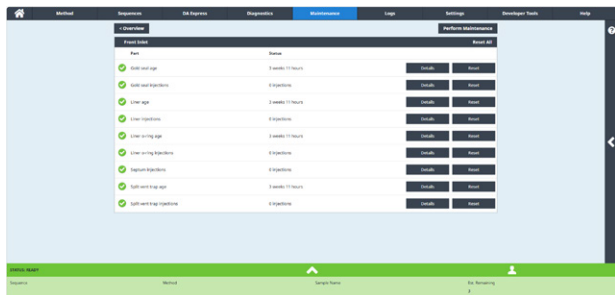 Method Sequences DA Express Diagnostics Maintenance Logs Settings Developer Tools Help
< Overview Perform Maintenance
Front Inlet Reset All
Part Status
Gold seal age 3 weeks 11 hours Details Reset
Gold seal injections 0 injections Details Reset
Liner age 3 weeks 11 hours Details Reset
Liner injections 0 injections Details Reset
Liner o-ring age 3 weeks 11 hours Details Reset
Liner o-ring injections 0 injections Details Reset
Septum injections 0 injections Details Reset
Split vent trap age 3 weeks 11 hours Details Reset
Split vent trap injections 0 injections Details Reset
Sequence Method Sample Name Est. Remaining